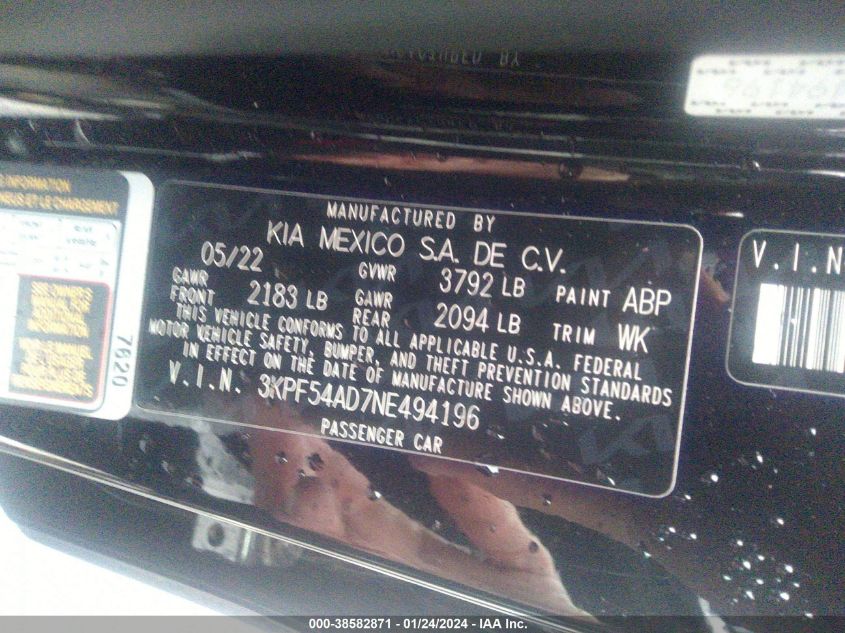 MANUFACTURED BY
KIA MEXICO S.A. DE C.V.
05/22 GVWR 3792 LB PAINT ABP
GAWR FRONT 2183 LB GAWR REAR 2094 LB TRIM WK
THIS VEHICLE CONFORMS TO ALL APPLICABLE U.S.A. FEDERAL
MOTOR VEHICLE SAFETY, BUMPER, AND THEFT PREVENTION STANDARDS
IN EFFECT ON THE DATE OF MANUFACTURE SHOWN ABOVE.
V.I.N. 3KPF54AD7NE494196
PASSENGER CAR
INFORMATION
7620
V.I.N
000-38582871 - 01/24/2024 - IAA Inc.